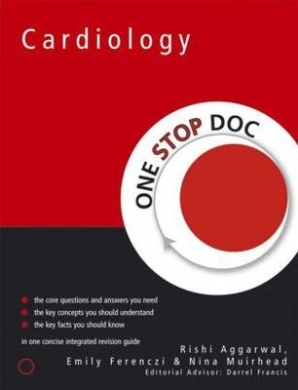 Cardiology
ONE STOP DOC
the core questions and answers you need
the key concepts you should understand
the key facts you should know
in one concise integrated revision guide
Rishi Aggarwal,
Emily Ferenczi & Nina Muirhead
Editorial Advisor: Darrel Francis